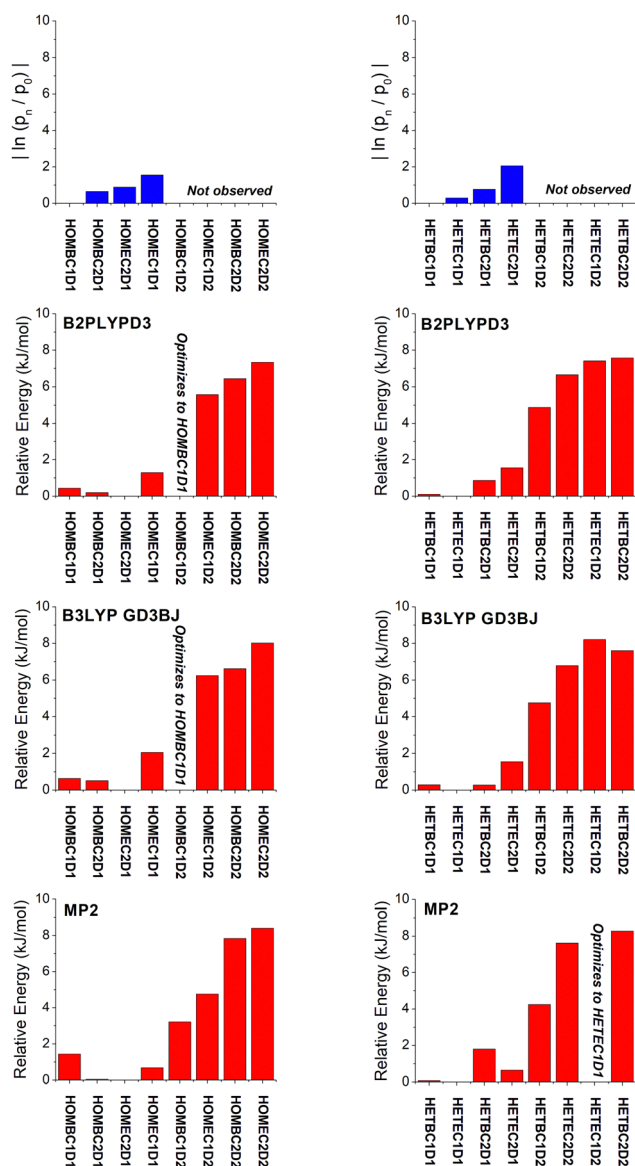 10
8
6
4
2
0
| ln (pn / p0) |
Not observed
HOMBC1D1
HOMBC2D1
HOMEC2D1
HOMEC1D1
HOMBC1D2
HOMEC1D2
HOMBC2D2
HOMEC2D2
10
8
6
4
2
0
| ln (pn / p0) |
Not observed
HETBC1D1
HETEC1D1
HETBC2D1
HETEC2D1
HETBC1D2
HETEC2D2
HETEC1D2
HETBC2D2
B2PLYPD3
10
8
6
4
2
0
Relative Energy (kJ/mol)
Optimizes to HOMBC1D1
HOMBC1D1
HOMBC2D1
HOMEC2D1
HOMEC1D1
HOMBC1D2
HOMEC1D2
HOMBC2D2
HOMEC2D2
B2PLYPD3
10
8
6
4
2
0
Relative Energy (kJ/mol)
HETBC1D1
HETEC1D1
HETBC2D1
HETEC2D1
HETBC1D2
HETEC2D2
HETEC1D2
HETBC2D2
B3LYP GD3BJ
10
8
6
4
2
0
Relative Energy (kJ/mol)
Optimizes to HOMBC1D1
HOMBC1D1
HOMBC2D1
HOMEC2D1
HOMEC1D1
HOMBC1D2
HOMEC1D2
HOMBC2D2
HOMEC2D2
B3LYP GD3BJ
10
8
6
4
2
0
Relative Energy (kJ/mol)
HETBC1D1
HETEC1D1
HETBC2D1
HETEC2D1
HETBC1D2
HETEC2D2
HETEC1D2
HETBC2D2
MP2
10
8
6
4
2
0
Relative Energy (kJ/mol)
HOMBC1D1
HOMBC2D1
HOMEC2D1
HOMEC1D1
HOMBC1D2
HOMEC1D2
HOMBC2D2
HOMEC2D2
MP2
10
8
6
4
2
0
Relative Energy (kJ/mol)
Optimizes to HETEC1D1
HETBC1D1
HETEC1D1
HETBC2D1
HETEC2D1
HETBC1D2
HETEC2D2
HETEC1D2
HETBC2D2